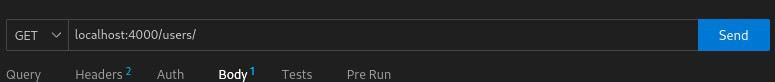 GET localhost:4000/users/ Send
Query Headers 2 Auth Body 1 Tests Pre Run